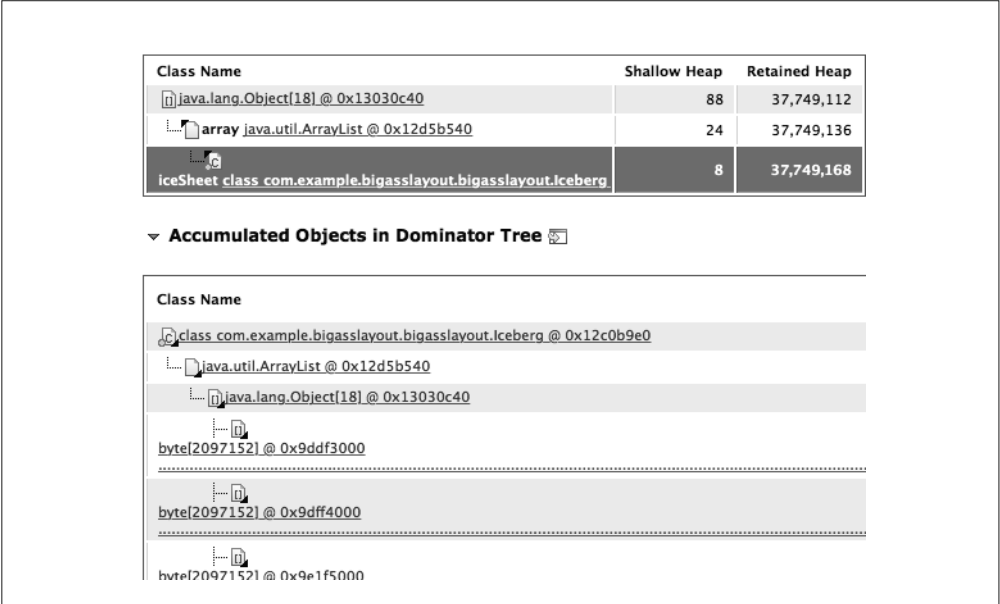 Class Name Shallow Heap Retained Heap
java.lang.Object[18] @ 0x13030c40 88 37,749,112
array java.util.ArrayList @ 0x12d5b540 24 37,749,136
iceSheet class com.example.bigasslayout.bigasslayout.Iceberg 8 37,749,168
Accumulated Objects in Dominator Tree
Class Name
class com.example.bigasslayout.bigasslayout.Iceberg @ 0x12c0b9e0
java.util.ArrayList @ 0x12d5b540
java.lang.Object[18] @ 0x13030c40
byte[2097152] @ 0x9ddf3000
byte[2097152] @ 0x9dff4000
byte[2097152] @ 0x9e1f5000